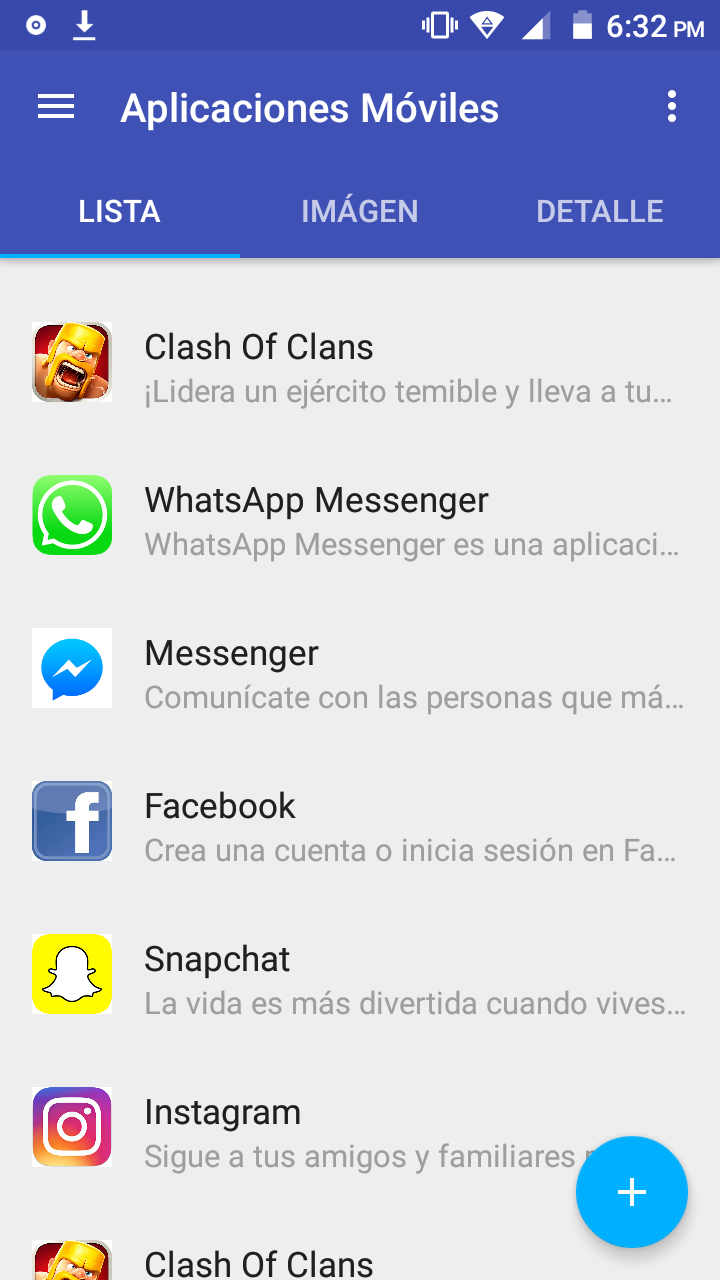 6:32 PM
Aplicaciones Móviles
LISTA IMÁGEN DETALLE
Clash Of Clans
¡Lidera un ejército temible y lleva a tu...
WhatsApp Messenger
WhatsApp Messenger es una aplicaci...
Messenger
Comunícate con las personas que má...
Facebook
Crea una cuenta o inicia sesión en Fa...
Snapchat
La vida es más divertida cuando vives...
Instagram
Sigue a tus amigos y familiares
Clash Of Clans